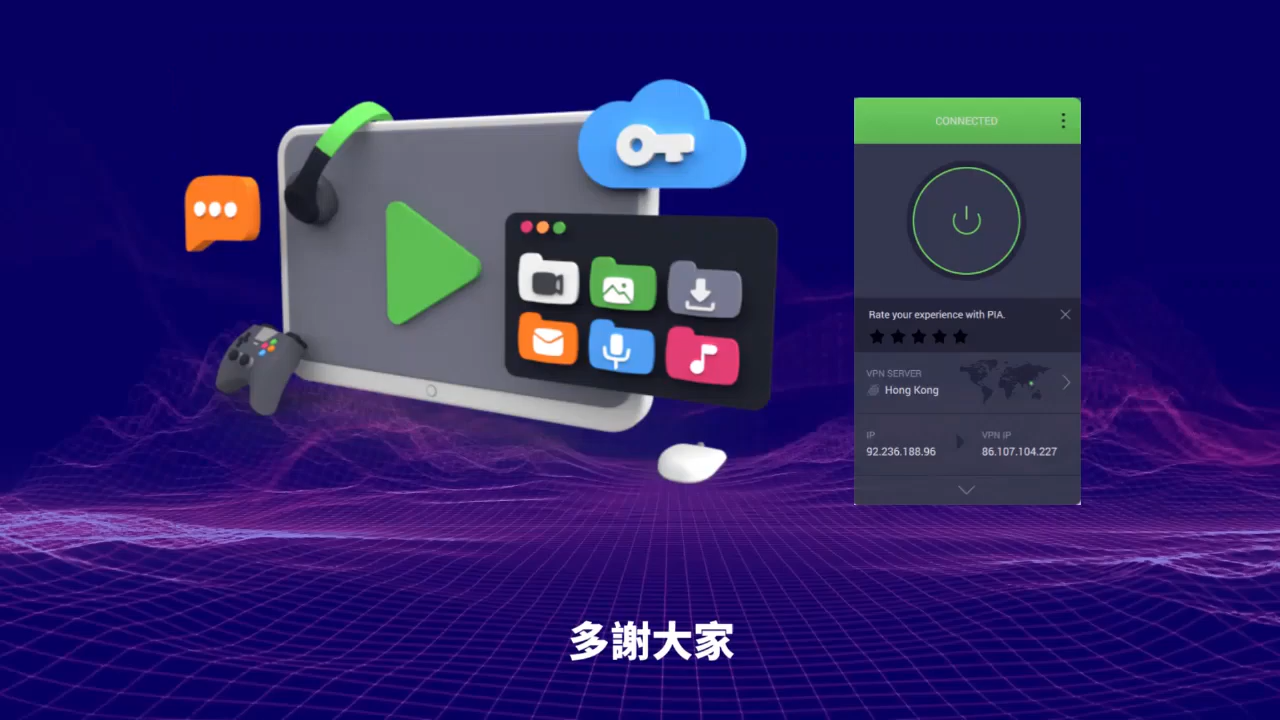 CONNECTED
Rate your experience with PIA.
VPN SERVER
Hong Kong
IP
92.236.188.96
VPN IP
86.107.104.227
多謝大家